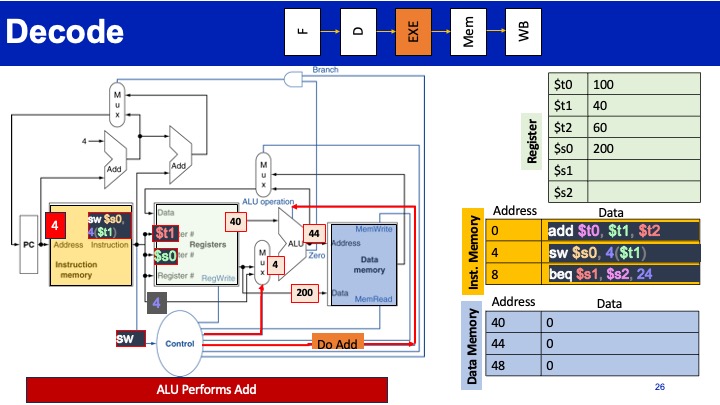 Decode
F
D
EXE
Mem
WB
Branch
M
u
x
4
Add
Add
M
u
x
ALU operation
PC
4
sw $s0,
4($t1)
Address Instruction
Instruction
memory
Data
$t1 er #
$s0 er #
Registers
Register #
RegWrite
40
M
u
x
4
ALU
44
Zero
MemWrite
Address
Data
memory
200
Data
MemRead
4
sw
Control
Do Add
ALU Performs Add
Register
$t0 100
$t1 40
$t2 60
$s0 200
$s1
$s2
Inst. Memory
Address Data
0 add $t0, $t1, $t2
4 sw $s0, 4($t1)
8 beq $s1, $s2, 24
Data Memory
Address Data
40 0
44 0
48 0
26